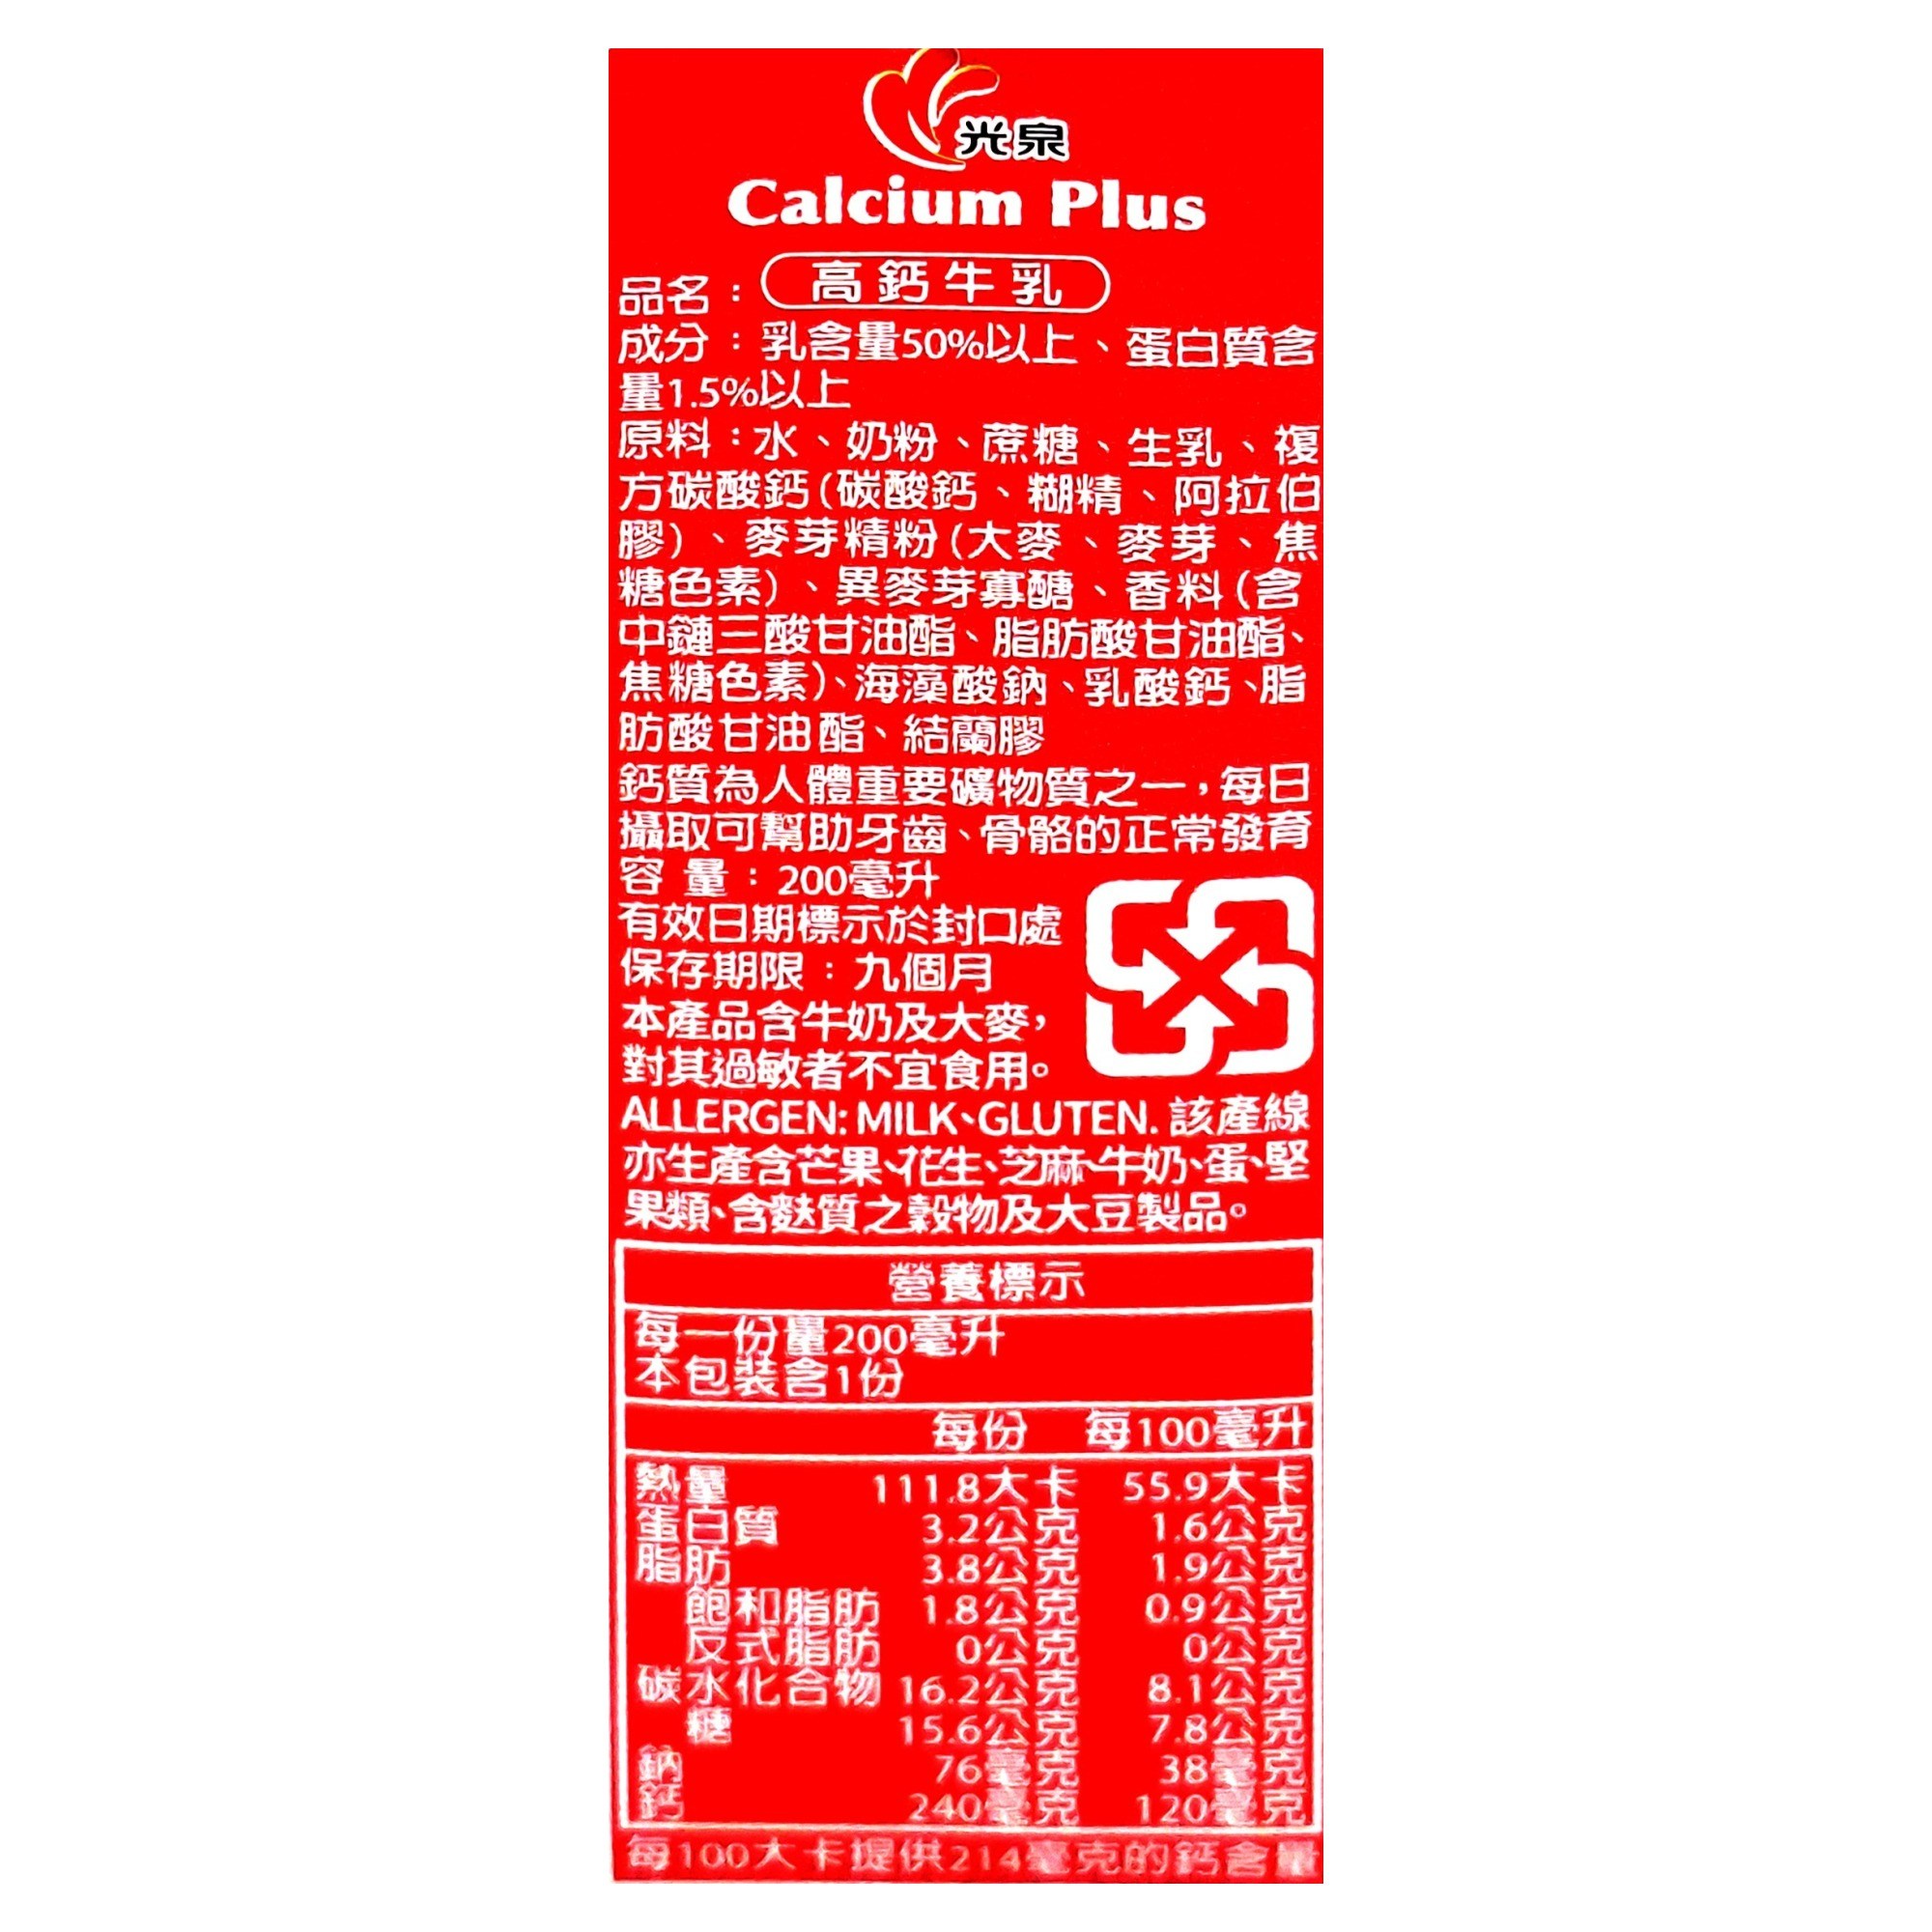 光泉
Calcium Plus
品名：高鈣牛乳
成分：乳含量50%以上、蛋白質含
量1.5%以上
原料：水、奶粉、蔗糖、生乳、複
方碳酸鈣(碳酸鈣、糊精、阿拉伯
膠)、麥芽精粉(大麥、麥芽、焦
糖色素)、異麥芽寡醣、香料(含
中鏈三酸甘油酯、脂肪酸甘油酯、
焦糖色素)、海藻酸鈉、乳酸鈣、脂
肪酸甘油酯、結蘭膠
鈣質為人體重要礦物質之一，每日
攝取可幫助牙齒、骨骼的正常發育
容量：200毫升
有效日期標示於封口處
保存期限：九個月
本產品含牛奶及大麥，
對其過敏者不宜食用。
ALLERGEN: MILK、GLUTEN. 該產線
亦生產含芒果、花生、芝麻、牛奶、蛋、堅
果類、含麩質之穀物及大豆製品。
營養標示
每一份量200毫升
本包裝含1份
每份 每100毫升
熱量 111.8大卡 55.9大卡
蛋白質 3.2公克 1.6公克
脂肪 3.8公克 1.9公克
飽和脂肪 1.8公克 0.9公克
反式脂肪 0公克 0公克
碳水化合物 16.2公克 8.1公克
糖 15.6公克 7.8公克
鈉 76毫克 38毫克
鈣 240毫克 120毫克
每100大卡提供214毫克的鈣含量